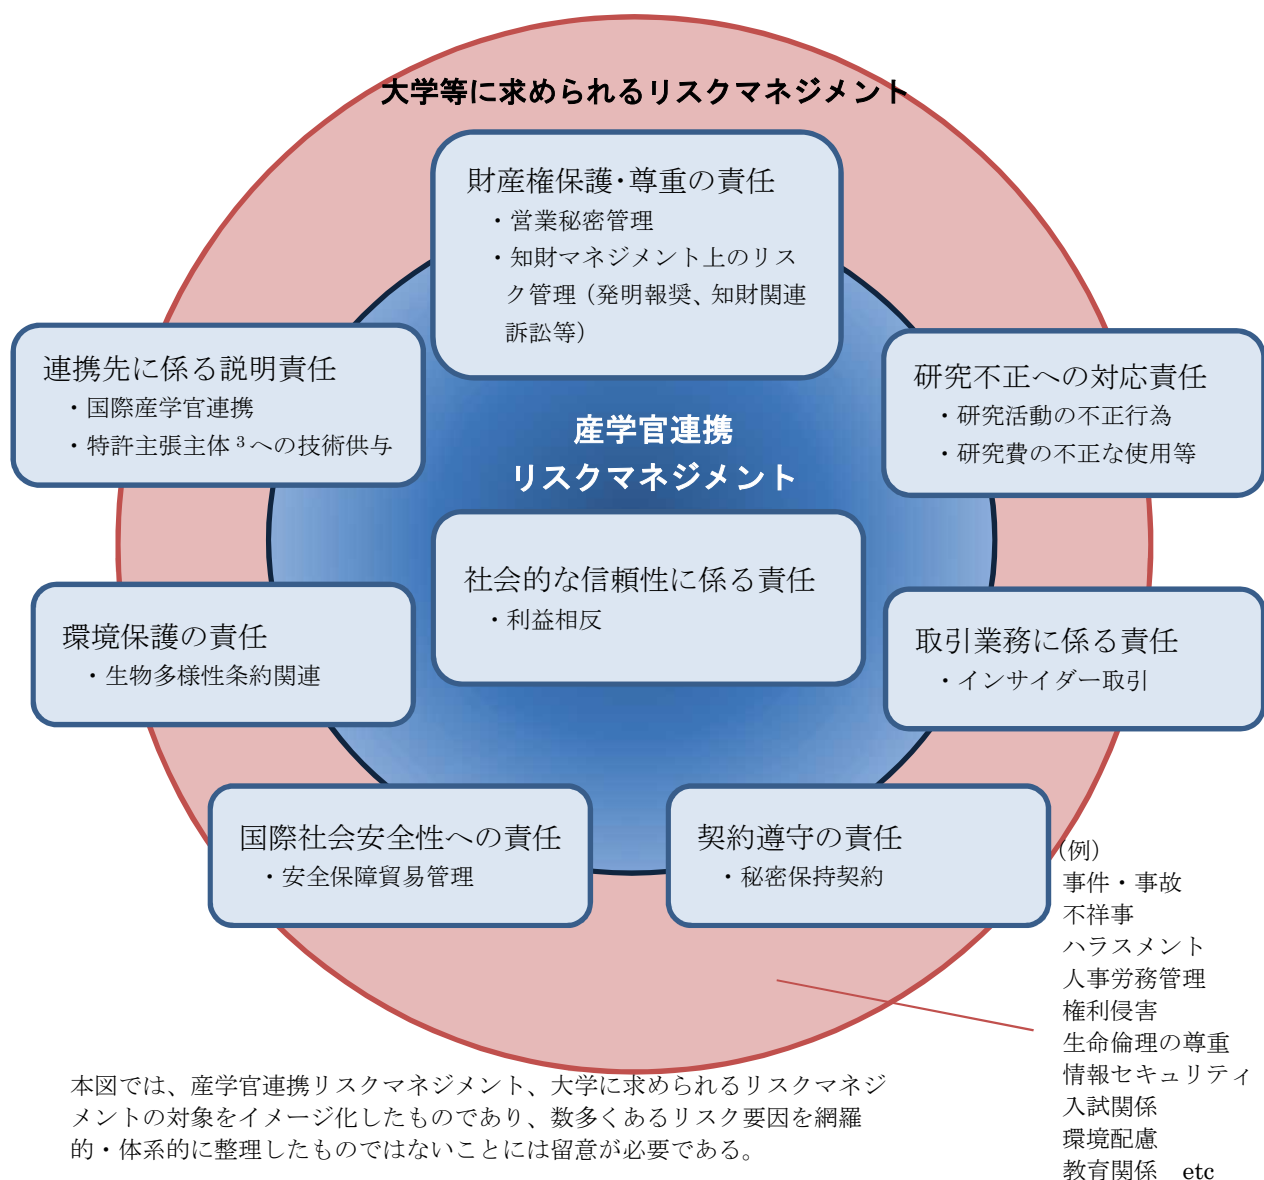 大学等に求められるリスクマネジメント
財産権保護・尊重の責任
・営業秘密管理
・知財マネジメント上のリス
ク管理（発明報奨、知財関連
訴訟等）
連携先に係る説明責任
・国際産学官連携
・特許主張主体³への技術供与
研究不正への対応責任
・研究活動の不正行為
・研究費の不正な使用等
産学官連携
リスクマネジメント
社会的な信頼性に係る責任
・利益相反
環境保護の責任
・生物多様性条約関連
取引業務に係る責任
・インサイダー取引
国際社会安全性への責任
・安全保障貿易管理
契約遵守の責任
・秘密保持契約
（例）
事件・事故
不祥事
ハラスメント
人事労務管理
権利侵害
生命倫理の尊重
情報セキュリティ
入試関係
環境配慮
教育関係　etc
本図では、産学官連携リスクマネジメント、大学に求められるリスクマネジ
メントの対象をイメージ化したものであり、数多くあるリスク要因を網羅
的・体系的に整理したものではないことには留意が必要である。